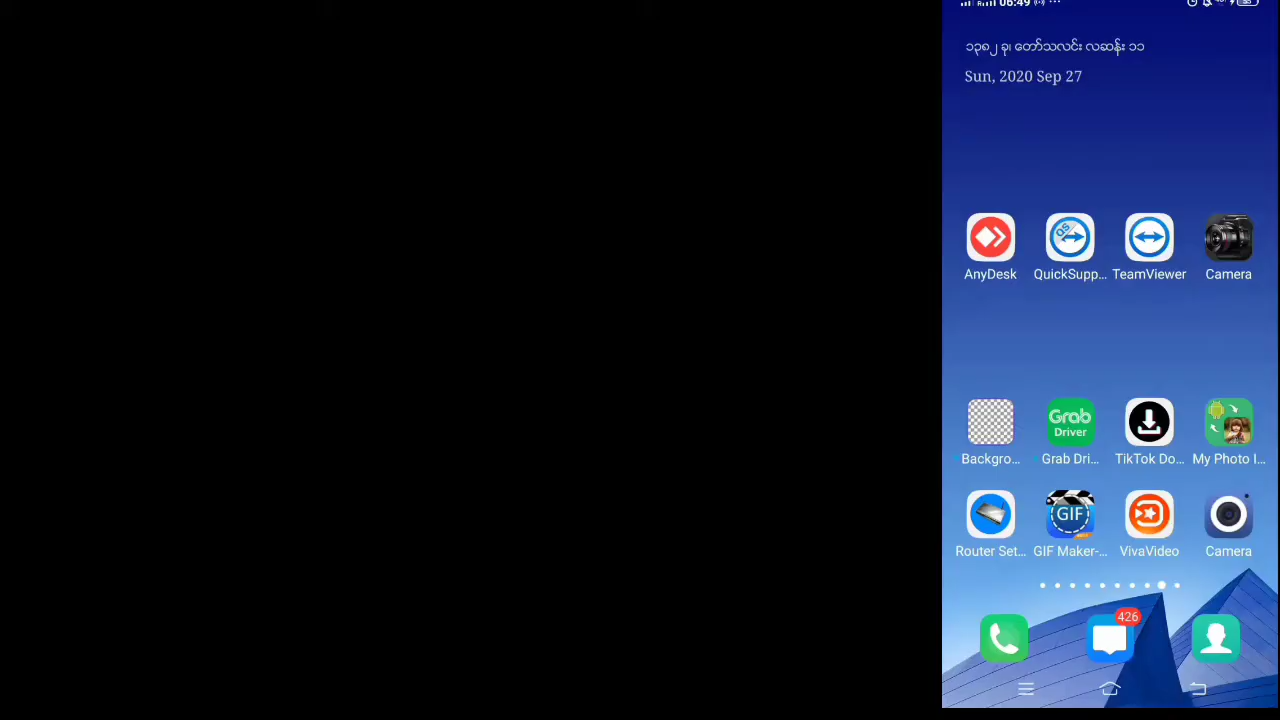 06:49
၁၃၈၂ ခု၊ တော်သလင်း လဆန်း ၁၁
Sun, 2020 Sep 27
AnyDesk
QS
QuickSupp...
TeamViewer
Camera
Backgro...
Grab
Driver
Grab Dri...
TikTok Do...
My Photo I...
Router Set...
GIF
GIF Maker-...
VivaVideo
Camera
426